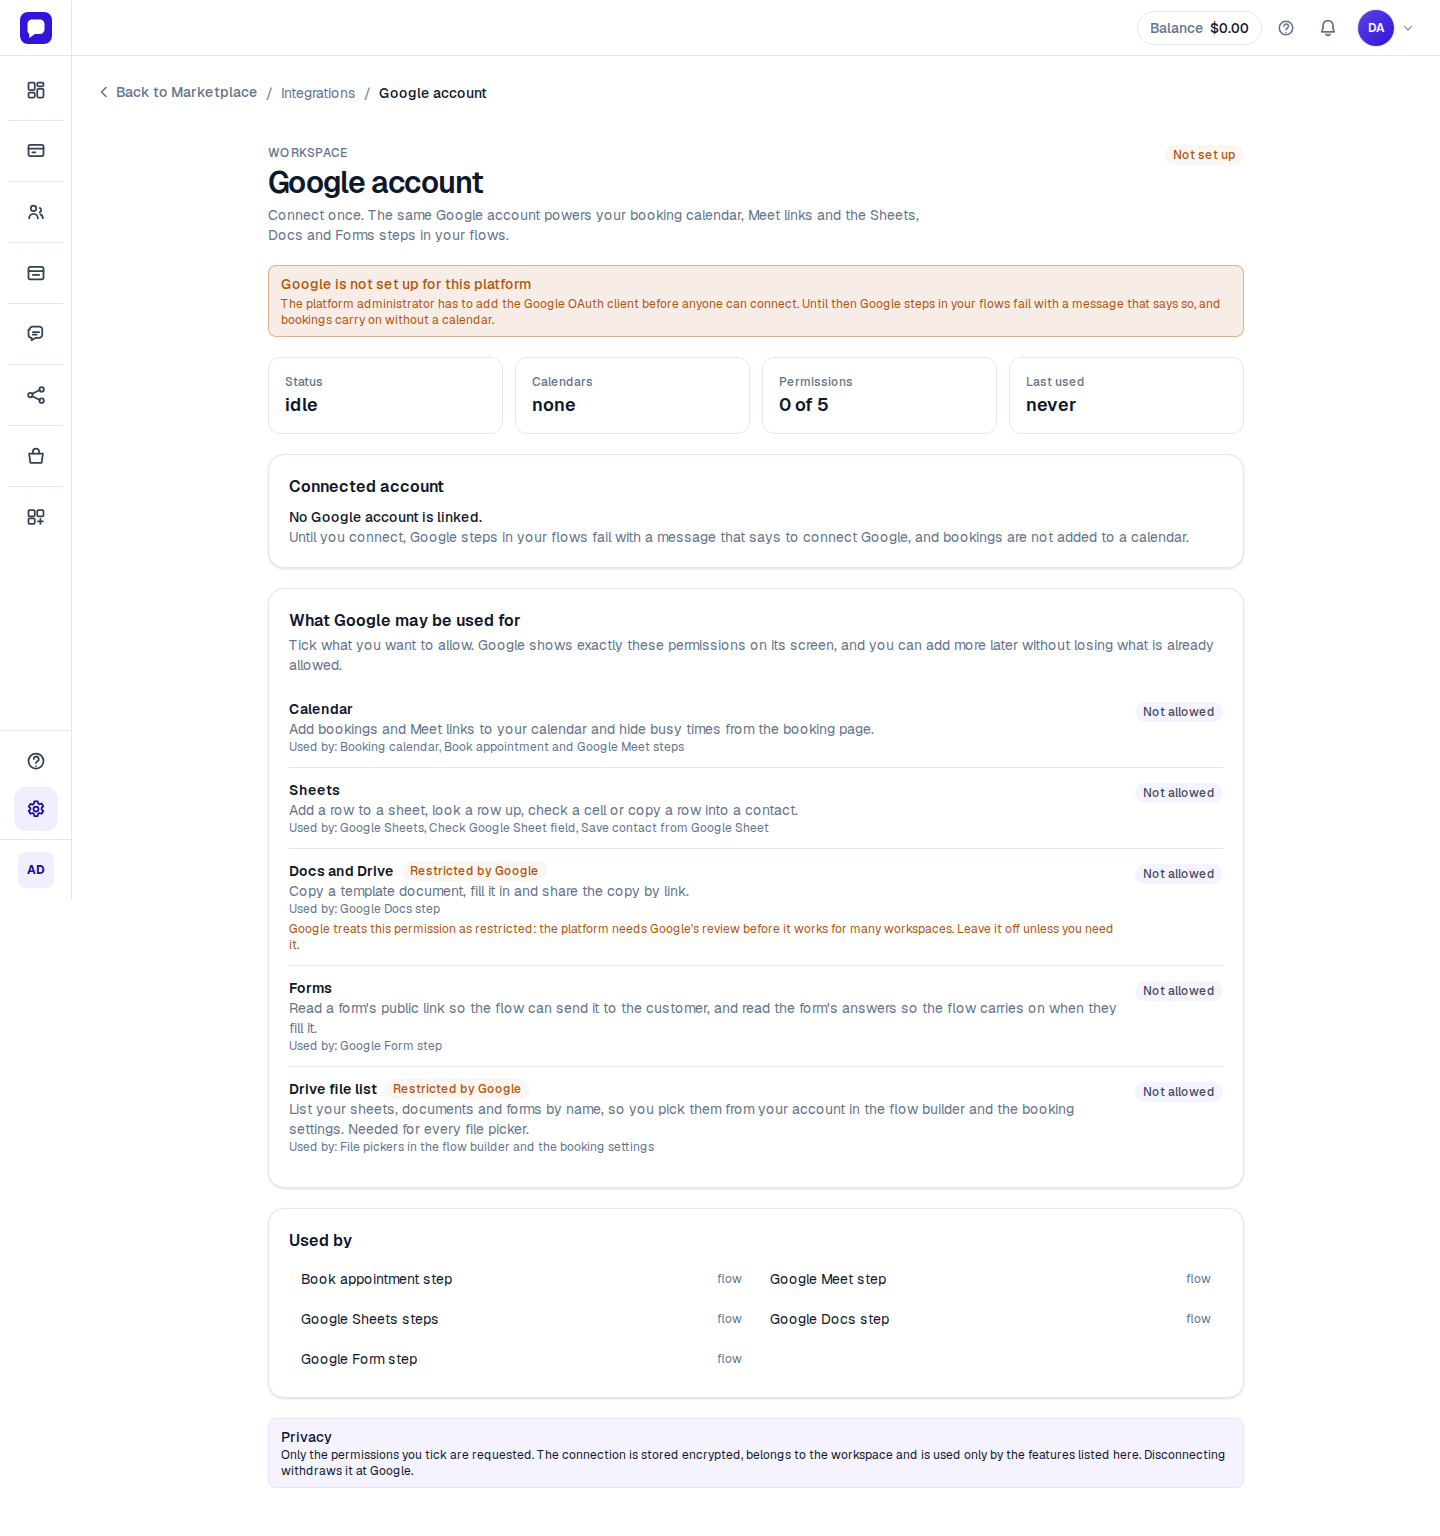 Balance $0.00
DA
Back to Marketplace / Integrations / Google account
WORKSPACE
Not set up
Google account
Connect once. The same Google account powers your booking calendar, Meet links and the Sheets,
Docs and Forms steps in your flows.
Google is not set up for this platform
The platform administrator has to add the Google OAuth client before anyone can connect. Until then Google steps in your flows fail with a message that says so, and
bookings carry on without a calendar.
Status
idle
Calendars
none
Permissions
0 of 5
Last used
never
Connected account
No Google account is linked.
Until you connect, Google steps in your flows fail with a message that says to connect Google, and bookings are not added to a calendar.
What Google may be used for
Tick what you want to allow. Google shows exactly these permissions on its screen, and you can add more later without losing what is already
allowed.
Calendar
Not allowed
Add bookings and Meet links to your calendar and hide busy times from the booking page.
Used by: Booking calendar, Book appointment and Google Meet steps
Sheets
Not allowed
Add a row to a sheet, look a row up, check a cell or copy a row into a contact.
Used by: Google Sheets, Check Google Sheet field, Save contact from Google Sheet
Docs and Drive Restricted by Google
Not allowed
Copy a template document, fill it in and share the copy by link.
Used by: Google Docs step
Google treats this permission as restricted: the platform needs Google's review before it works for many workspaces. Leave it off unless you need
it.
Forms
Not allowed
Read a form's public link so the flow can send it to the customer, and read the form's answers so the flow carries on when they
fill it.
Used by: Google Form step
Drive file list Restricted by Google
Not allowed
List your sheets, documents and forms by name, so you pick them from your account in the flow builder and the booking
settings. Needed for every file picker.
Used by: File pickers in the flow builder and the booking settings
AD
Used by
Book appointment step flow
Google Meet step flow
Google Sheets steps flow
Google Docs step flow
Google Form step flow
Privacy
Only the permissions you tick are requested. The connection is stored encrypted, belongs to the workspace and is used only by the features listed here. Disconnecting
withdraws it at Google.